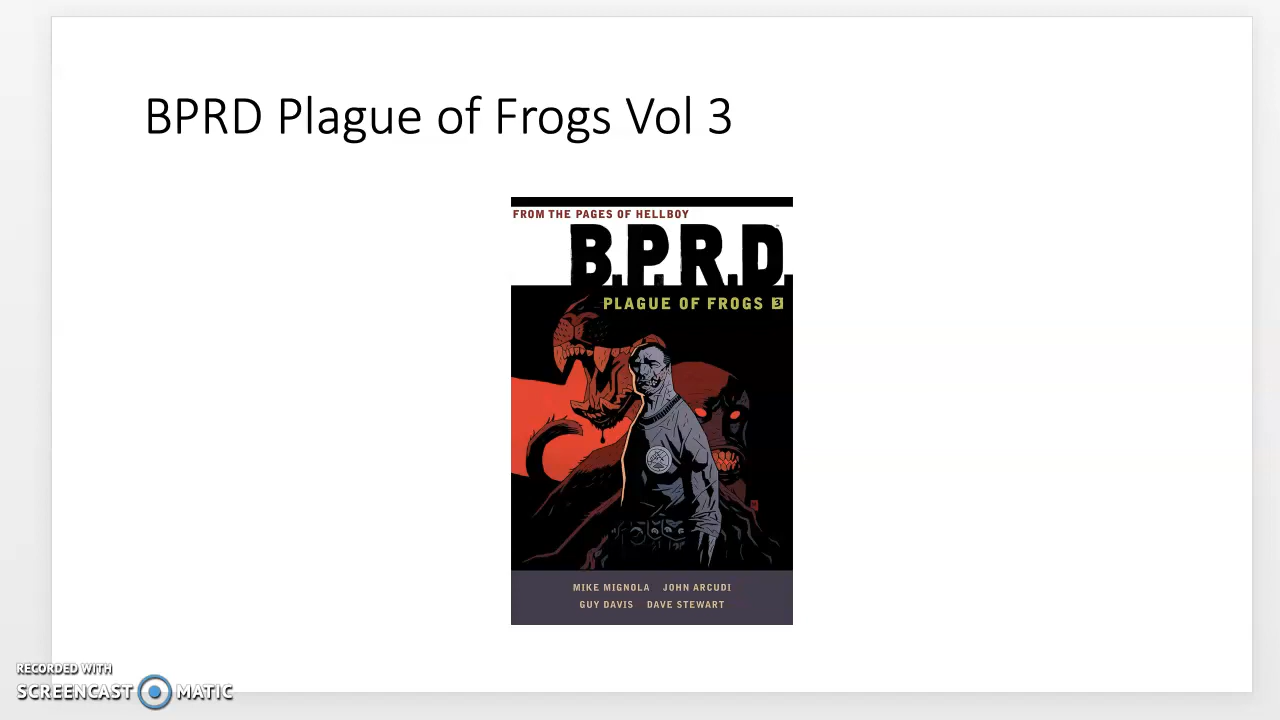 BPRD Plague of Frogs Vol 3
FROM THE PAGES OF HELLBOY
B.P.R.D.
PLAGUE OF FROGS 3
MIKE MIGNOLA JOHN ARCUDI
GUY DAVIS DAVE STEWART
RECORDED WITH
SCREENCAST MATIC